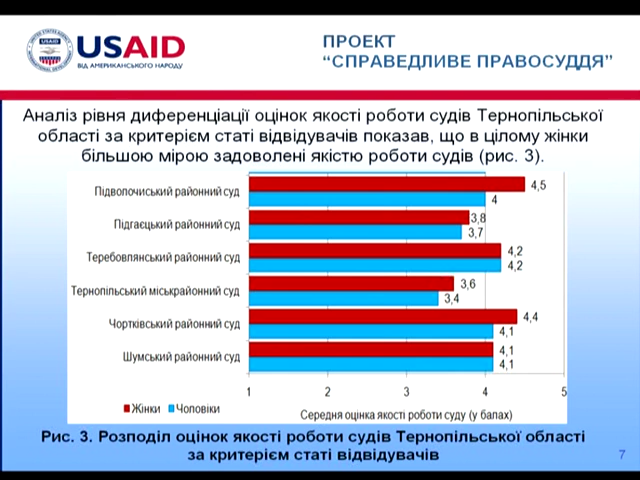 USAID
ВІД АМЕРИКАНСЬКОГО НАРОДУ
ПРОЕКТ
“СПРАВЕДЛИВЕ ПРАВОСУДДЯ”
Аналіз рівня диференціації оцінок якості роботи судів Тернопільської
області за критерієм статі відвідувачів показав, що в цілому жінки
більшою мірою задоволені якістю роботи судів (рис. 3).
Підвопочиський районний суд
4,5
4
Підгаєцький районний суд
3,8
3,7
Теребовлянський районний суд
4,2
4,2
Тернопільський міськрайонний суд
3,6
3,4
Чортківський районний суд
4,4
4,1
Шумський районний суд
4,1
4,1
1 2 3 4 5
Жінки Чоловіки
Середня оцінка якості роботи суду (у балах)
Рис. 3. Розподіл оцінок якості роботи судів Тернопільської області
за критерієм статі відвідувачів
7